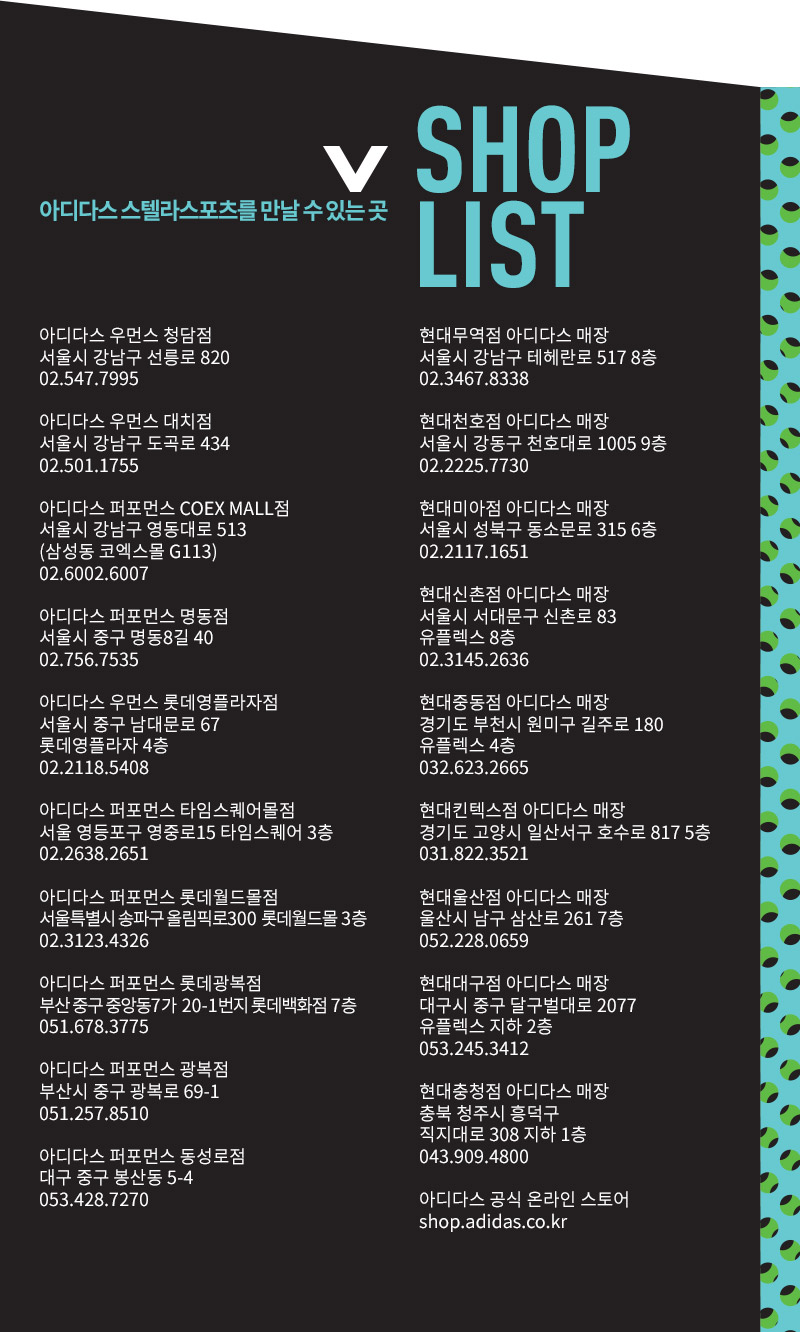 SHOP
LIST
아디다스 스텔라스포츠를 만날 수 있는 곳
아디다스 우먼스 청담점
서울시 강남구 선릉로 820
02.547.7995
아디다스 우먼스 대치점
서울시 강남구 도곡로 434
02.501.1755
아디다스 퍼포먼스 COEX MALL점
서울시 강남구 영동대로 513
(삼성동 코엑스몰 G113)
02.6002.6007
아디다스 퍼포먼스 명동점
서울시 중구 명동8길 40
02.756.7535
아디다스 우먼스 롯데영플라자점
서울시 중구 남대문로 67
롯데영플라자 4층
02.2118.5408
아디다스 퍼포먼스 타임스퀘어몰점
서울 영등포구 영중로15 타임스퀘어 3층
02.2638.2651
아디다스 퍼포먼스 롯데월드몰점
서울특별시 송파구 올림픽로300 롯데월드몰 3층
02.3123.4326
아디다스 퍼포먼스 롯데광복점
부산 중구 중앙동7가 20-1번지 롯데백화점 7층
051.678.3775
아디다스 퍼포먼스 광복점
부산시 중구 광복로 69-1
051.257.8510
아디다스 퍼포먼스 동성로점
대구 중구 봉산동 5-4
053.428.7270
현대무역점 아디다스 매장
서울시 강남구 테헤란로 517 8층
02.3467.8338
현대천호점 아디다스 매장
서울시 강동구 천호대로 1005 9층
02.2225.7730
현대미아점 아디다스 매장
서울시 성북구 동소문로 315 6층
02.2117.1651
현대신촌점 아디다스 매장
서울시 서대문구 신촌로 83
유플렉스 8층
02.3145.2636
현대중동점 아디다스 매장
경기도 부천시 원미구 길주로 180
유플렉스 4층
032.623.2665
현대킨텍스점 아디다스 매장
경기도 고양시 일산서구 호수로 817 5층
031.822.3521
현대울산점 아디다스 매장
울산시 남구 삼산로 261 7층
052.228.0659
현대대구점 아디다스 매장
대구시 중구 달구벌대로 2077
유플렉스 지하 2층
053.245.3412
현대충청점 아디다스 매장
충북 청주시 흥덕구
직지대로 308 지하 1층
043.909.4800
아디다스 공식 온라인 스토어
shop.adidas.co.kr